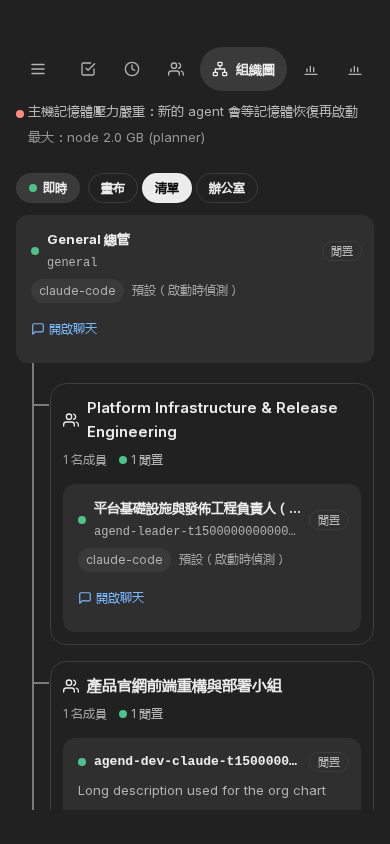 組織圖
主機記憶體壓力嚴重：新的 agent 會等記憶體恢復再啟動
最大：node 2.0 GB (planner)
即時 畫布 清單 辦公室
General 總管
閒置
general
claude-code 預設（啟動時偵測）
開啟聊天
Platform Infrastructure & Release
Engineering
1 名成員 1 閒置
平台基礎設施與發佈工程負責人（...
閒置
agent-leader-t1500000000000...
claude-code 預設（啟動時偵測）
開啟聊天
產品官網前端重構與部署小組
1 名成員 1 閒置
agend-dev-claude-t1500000...
閒置
Long description used for the org chart